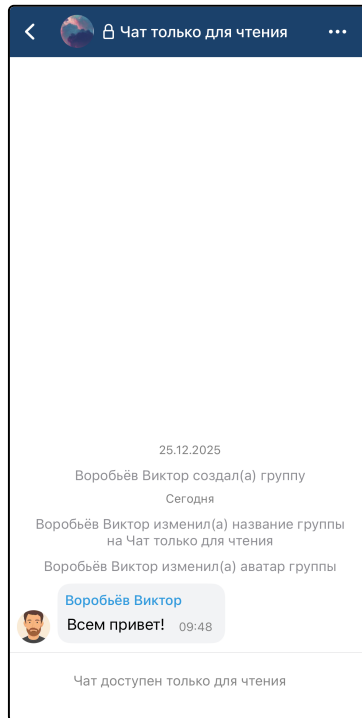 Чат только для чтения
25.12.2025
Воробьёв Виктор создал(а) группу
Сегодня
Воробьёв Виктор изменил(а) название группы
на Чат только для чтения
Воробьёв Виктор изменил(а) аватар группы
Воробьёв Виктор
Всем привет! 09:48
Чат доступен только для чтения